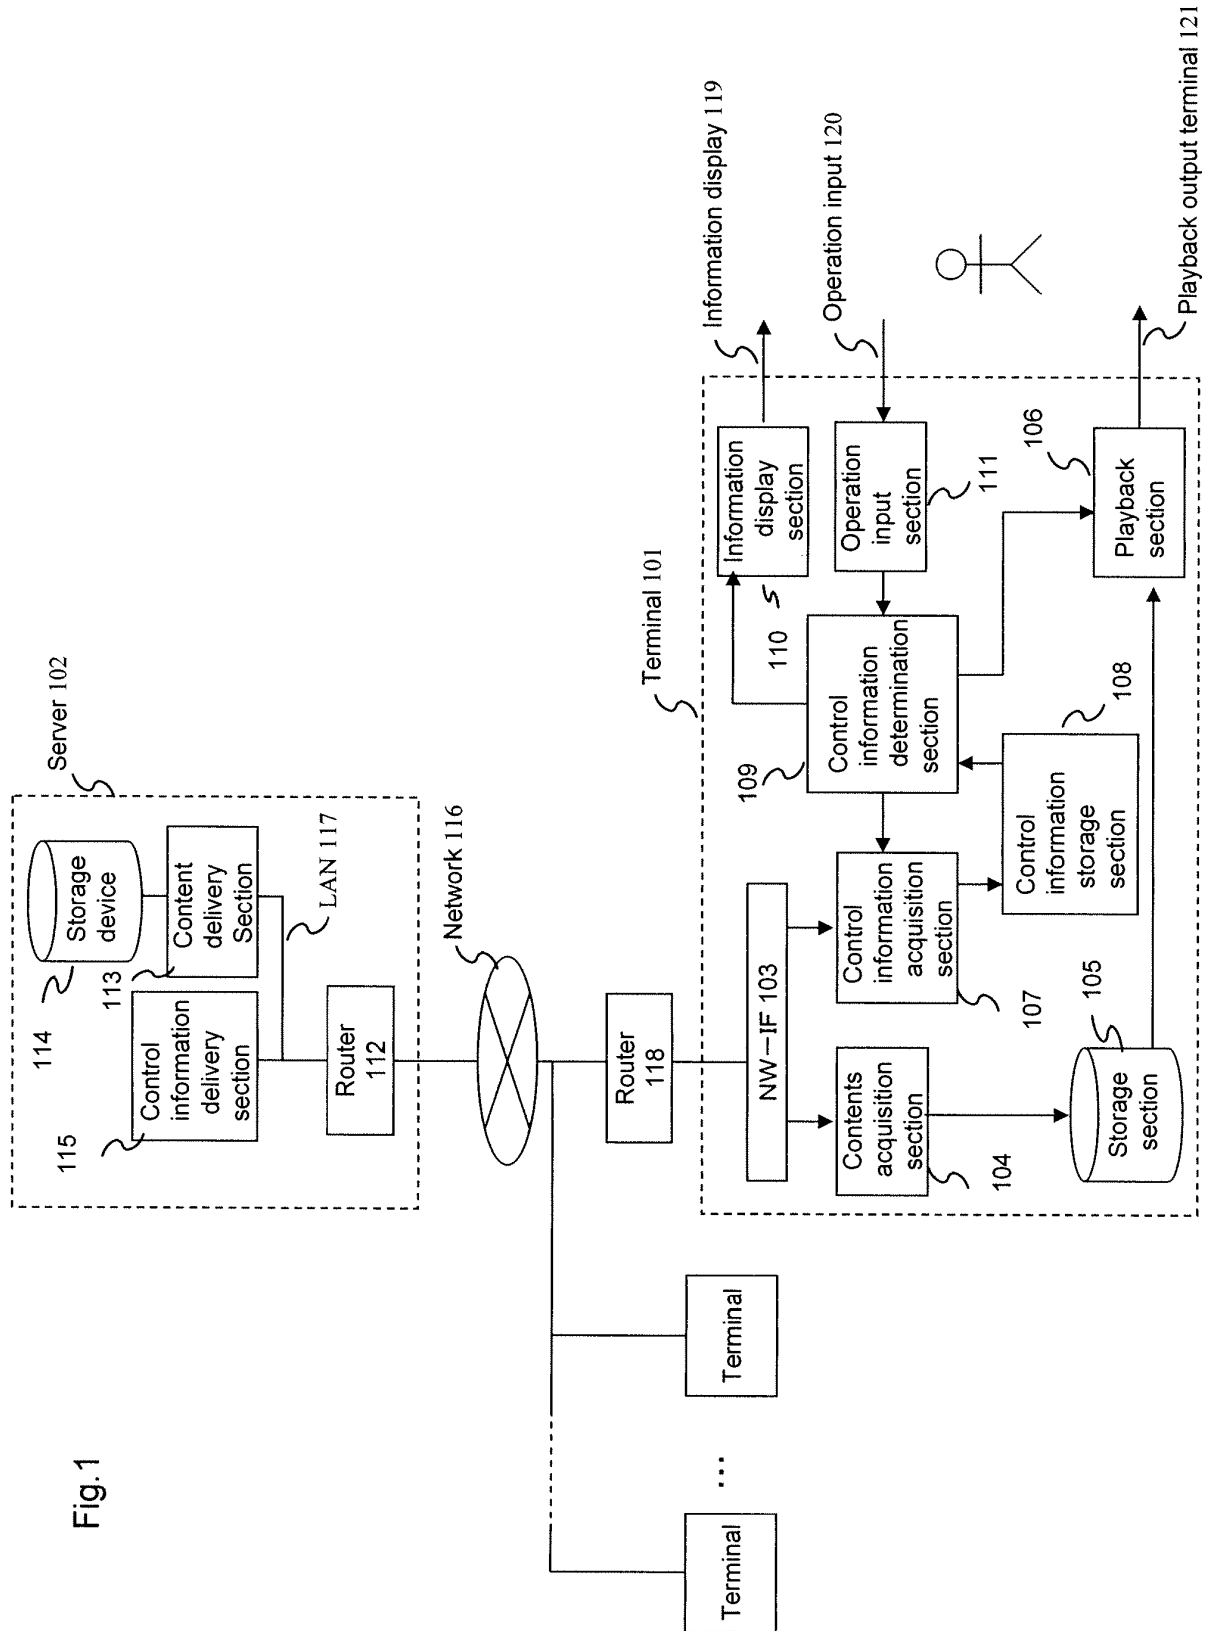 Fig.1
Server 102
114
Storage
device
113
Content
delivery
Section
115
Control
information
delivery
section
LAN 117
Router
112
Network 116
Router
118
Terminal
...
Terminal
Terminal 101
NW-IF 103
Contents
acquisition
section
104
Storage
section
105
Control
information
acquisition
section
107
Control
information
storage
section
108
109
Control
information
determination
section
110
Information
display
section
Operation
input
section
111
106
Playback
section
Information display 119
Operation input 120
Playback output terminal 121